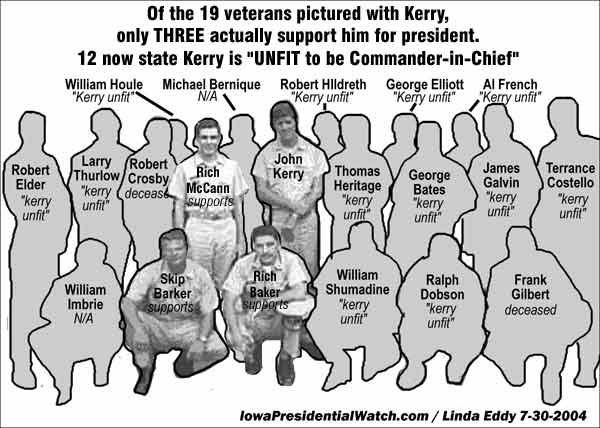 Of the 19 veterans pictured with Kerry,
only THREE actually support him for president.
12 now state Kerry is "UNFIT to be Commander-in-Chief"
William Houle
"Kerry unfit"
Michael Bernique
N/A
Robert HIldreth
"Kerry unfit"
George Elliott
"Kerry unfit"
Al French
"Kerry unfit"
Robert
Elder
"kerry
unfit"
Larry
Thurlow
"kerry
unfit"
Robert
Crosby
deceased
Rich
McCann
supports
John
Kerry
Thomas
Heritage
"kerry
unfit"
George
Bates
"kerry
unfit"
James
Galvin
"kerry
unfit"
Terrance
Costello
"kerry
unfit"
William
Imbrie
N/A
Skip
Barker
supports
Rich
Baker
supports
William
Shumadine
"kerry
unfit"
Ralph
Dobson
"kerry
unfit"
Frank
Gilbert
deceased
IowaPresidentialWatch.com / Linda Eddy 7-30-2004